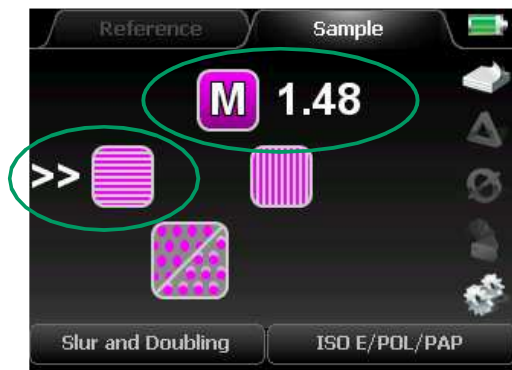 Reference Sample
M 1.48
>>
Slur and Doubling ISO E/POL/PAP